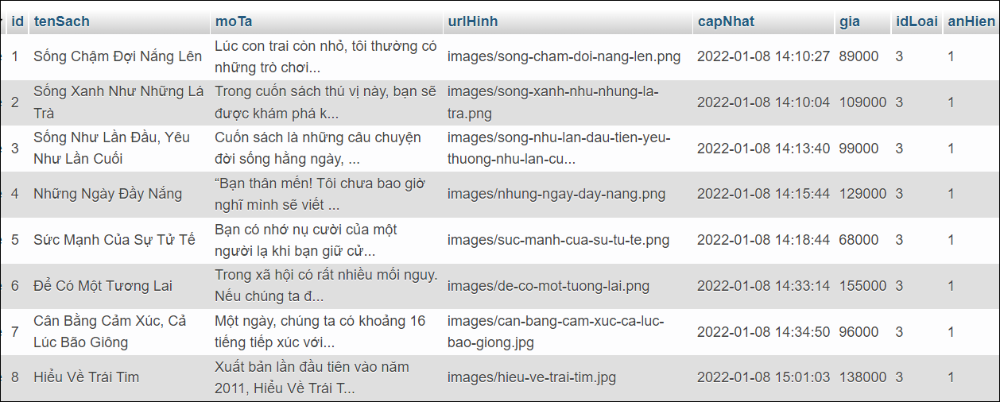 id tenSach moTa urlHinh capNhat gia idLoai anHien
1 Sống Chậm Đợi Nắng Lên Lúc con trai còn nhỏ, tôi thường có những trò chơi... images/song-cham-doi-nang-len.png 2022-01-08 14:10:27 89000 3 1
2 Sống Xanh Như Những Lá Trà Trong cuốn sách thú vị này, bạn sẽ được khám phá k... images/song-xanh-nhu-nhung-la-tra.png 2022-01-08 14:10:04 109000 3 1
3 Sống Như Lần Đầu, Yêu Như Lần Cuối Cuốn sách là những câu chuyện đời sống hằng ngày, ... images/song-nhu-lan-dau-tien-yeu-thuong-nhu-lan-cu... 2022-01-08 14:13:40 99000 3 1
4 Những Ngày Đầy Nắng “Bạn thân mến! Tôi chưa bao giờ nghĩ mình sẽ viết ... images/nhung-ngay-day-nang.png 2022-01-08 14:15:44 129000 3 1
5 Sức Mạnh Của Sự Tử Tế Bạn có nhớ nụ cười của một người lạ khi bạn giữ cử... images/suc-manh-cua-su-tu-te.png 2022-01-08 14:18:44 68000 3 1
6 Để Có Một Tương Lai Trong xã hội có rất nhiều mối nguy. Nếu chúng ta đ... images/de-co-mot-tuong-lai.png 2022-01-08 14:33:14 155000 3 1
7 Cân Bằng Cảm Xúc, Cả Lúc Bão Giông Một ngày, chúng ta có khoảng 16 tiếng tiếp xúc với... images/can-bang-cam-xuc-ca-luc-bao-giong.jpg 2022-01-08 14:34:50 96000 3 1
8 Hiểu Về Trái Tim Xuất bản lần đầu tiên vào năm 2011, Hiểu Về Trái T... images/hieu-ve-trai-tim.jpg 2022-01-08 15:01:03 138000 3 1